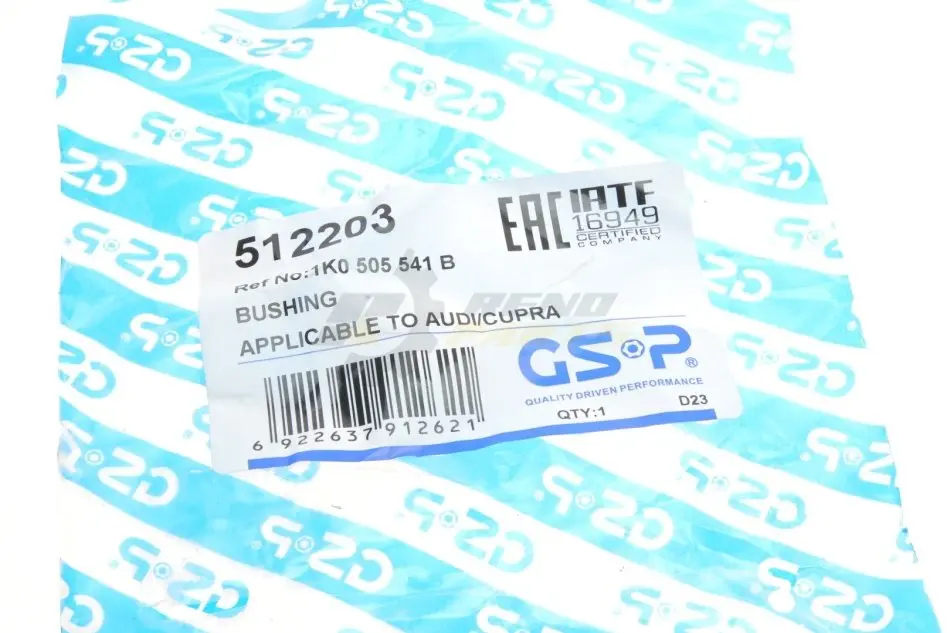 512203
Ref No:1K0 505 541 B
BUSHING
APPLICABLE TO AUDI/CUPRA
6 922637 912621
EAC
IATF
16949
CERTIFIED
COMPANY
GSP®
QUALITY DRIVEN PERFORMANCE
QTY:1
D23
BENO